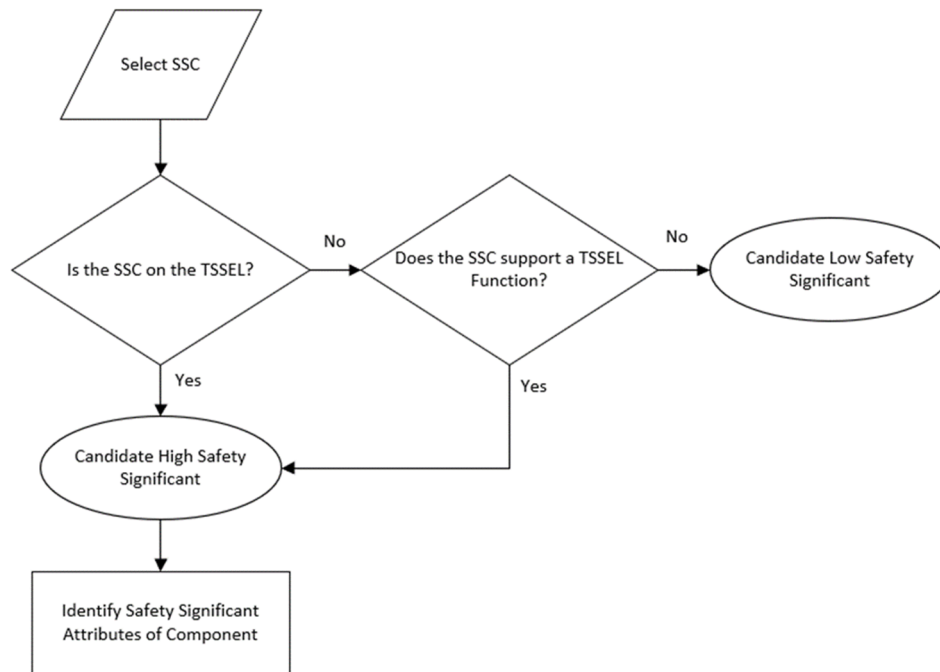 Select SSC
Is the SSC on the TSSEL?
No
Does the SSC support a TSSEL
Function?
No
Candidate Low Safety
Significant
Yes
Yes
Candidate High Safety
Significant
Identify Safety Significant
Attributes of Component